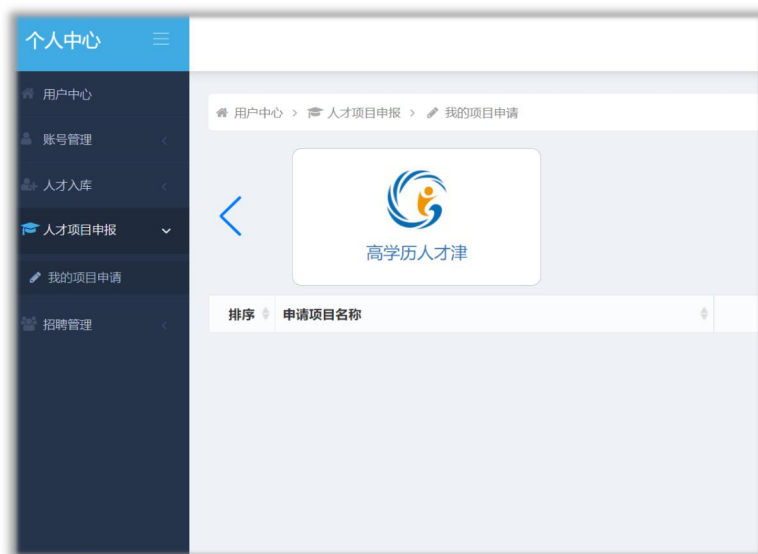 个人中心
用户中心
账号管理
人才入库
人才项目申报
我的项目申请
招聘管理
用户中心 > 人才项目申报 > 我的项目申请
高学历人才津
排序 申请项目名称